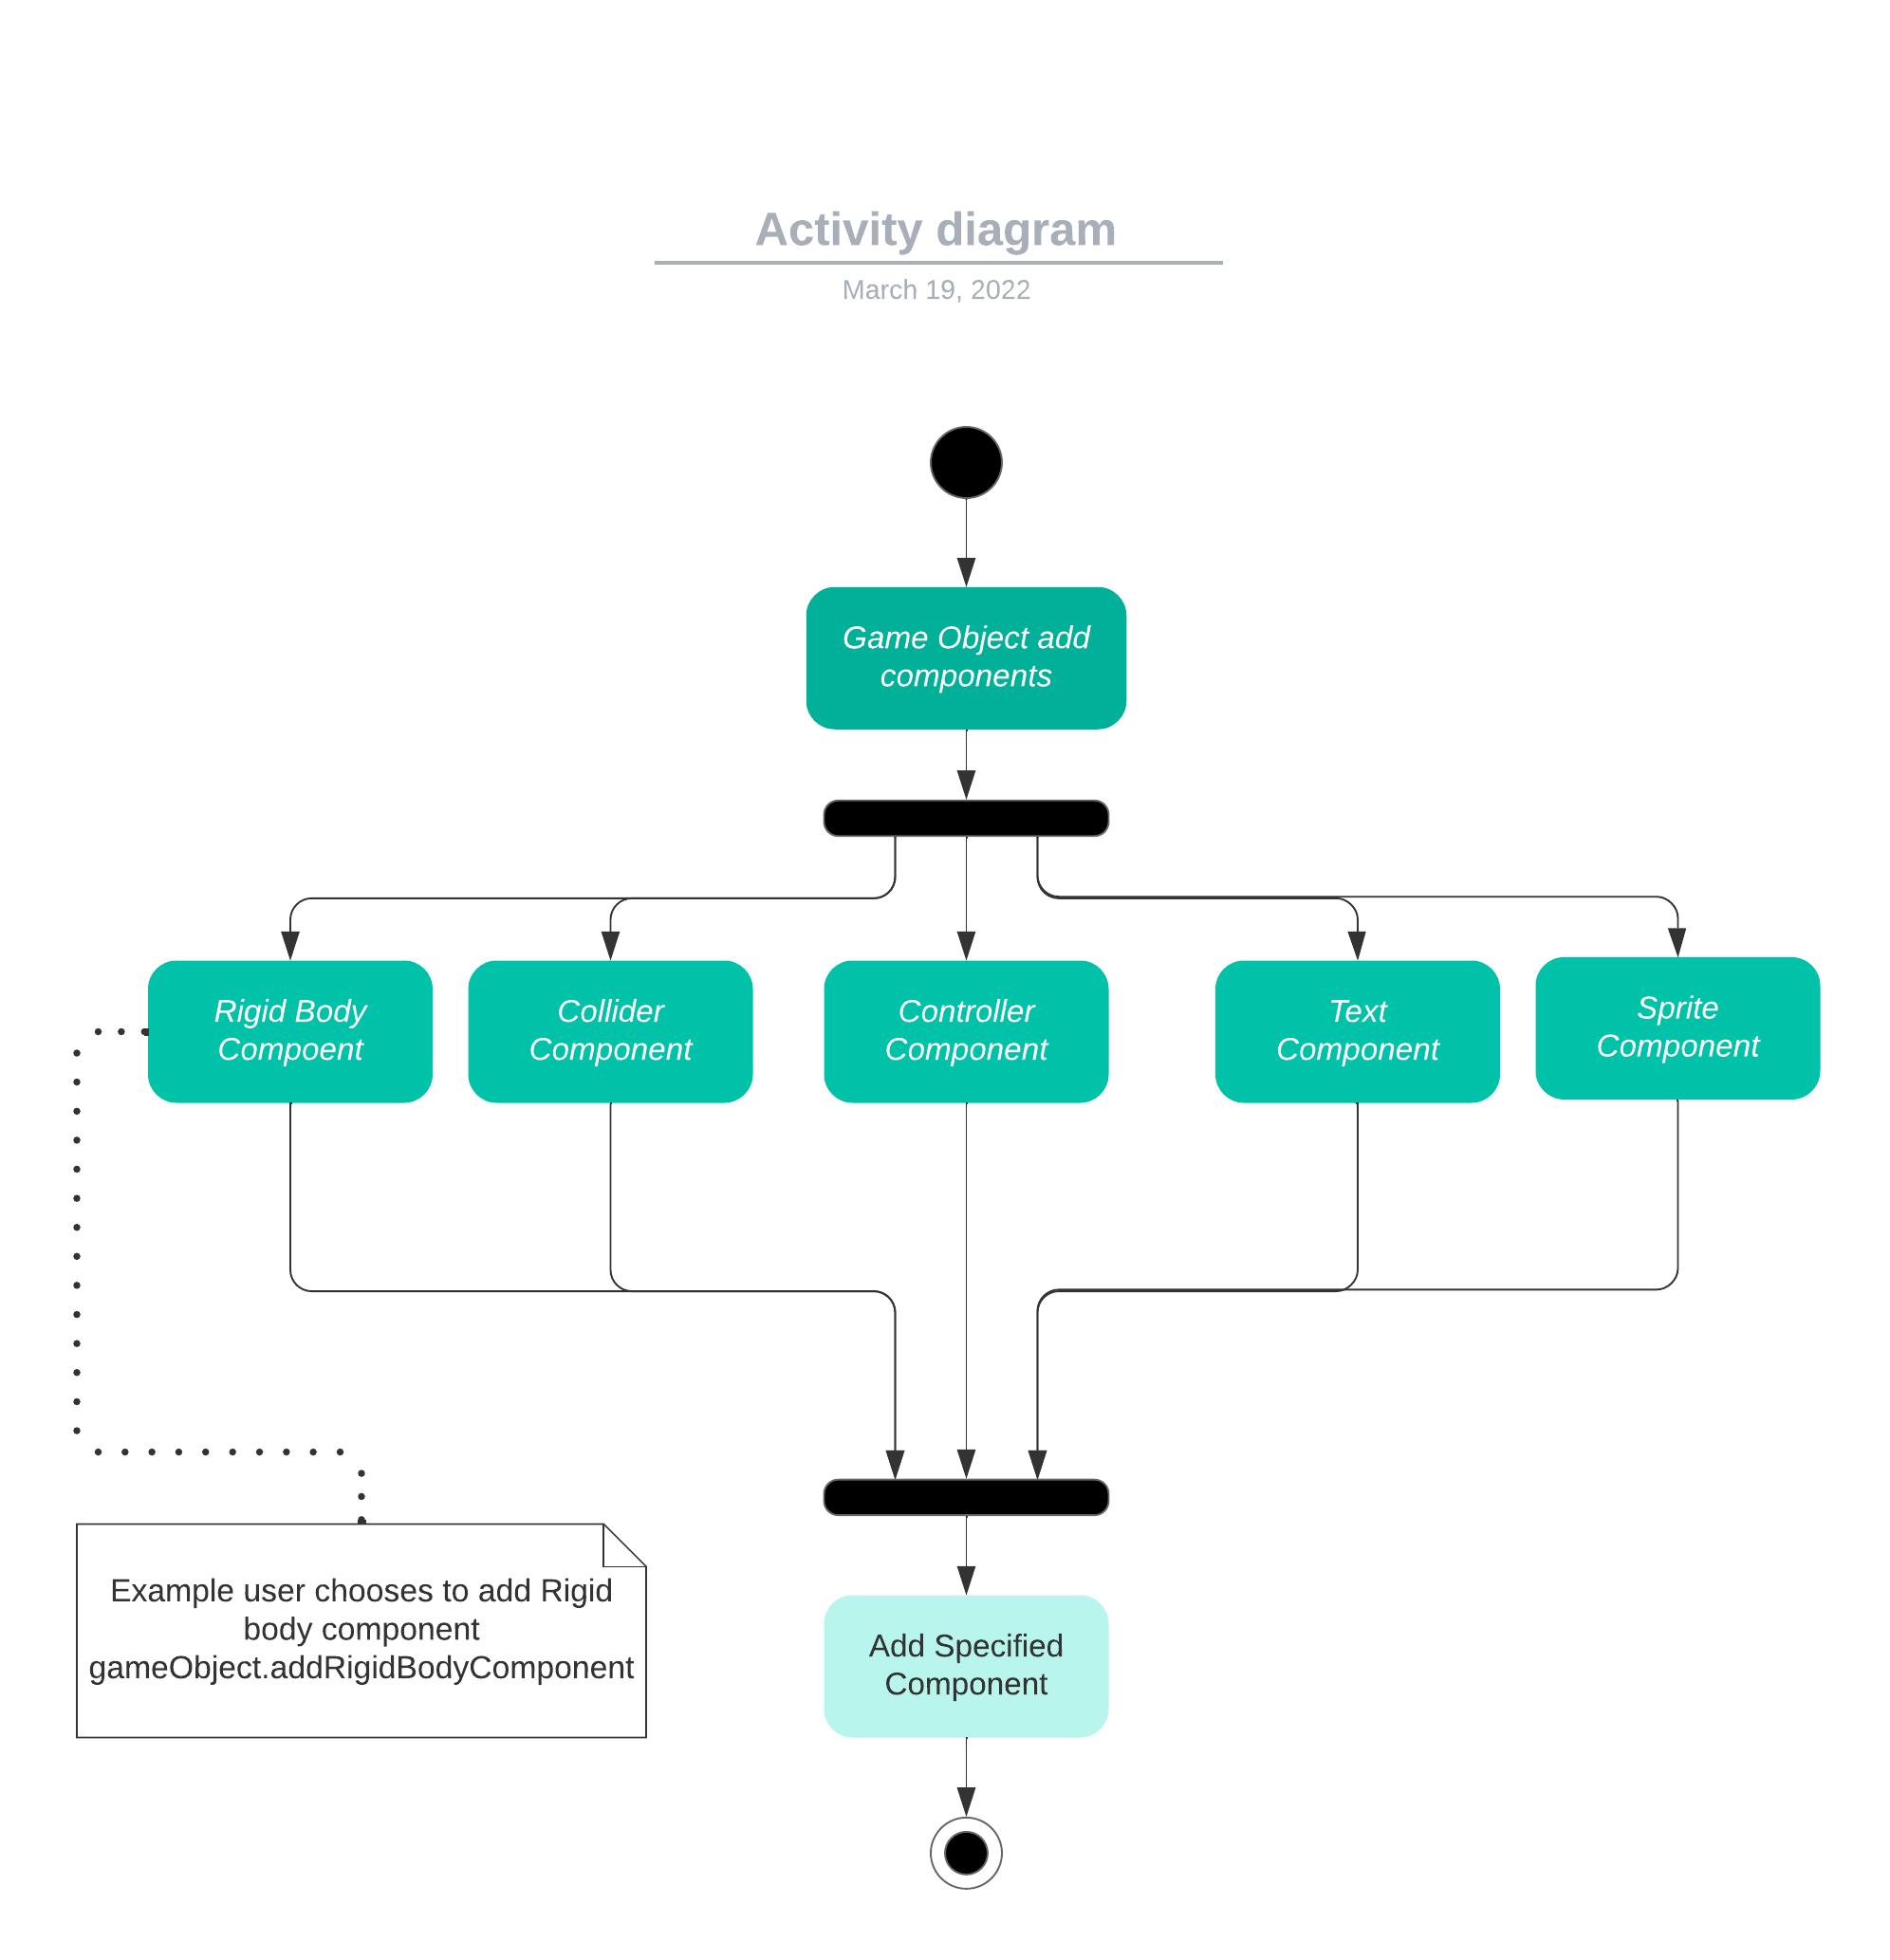 Activity diagram
March 19, 2022
Game Object add
components
Rigid Body
Compoent
Collider
Component
Controller
Component
Text
Component
Sprite
Component
Example user chooses to add Rigid
body component
gameObject.addRigidBodyComponent
Add Specified
Component